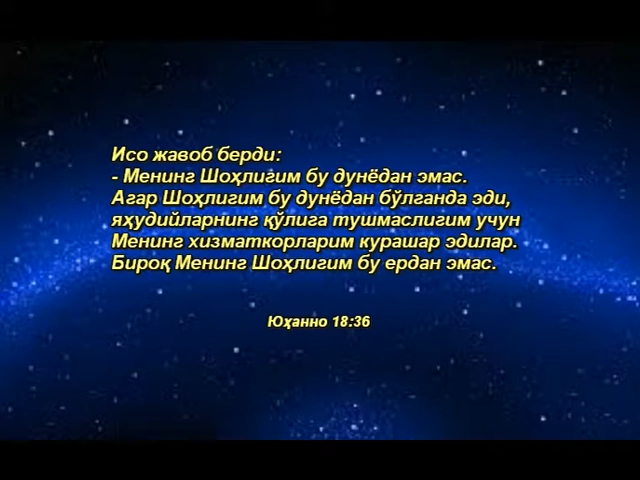 Исо жавоб берди:
- Менинг Шоҳлигим бу дунёдан эмас.
Агар Шоҳлигим бу дунёдан бўлганда эди,
яҳудийларнинг қўлига тушмаслигим учун
Менинг хизматкорларим курашар эдилар.
Бироқ Менинг Шоҳлигим бу ердан эмас.
Юҳанно 18:36